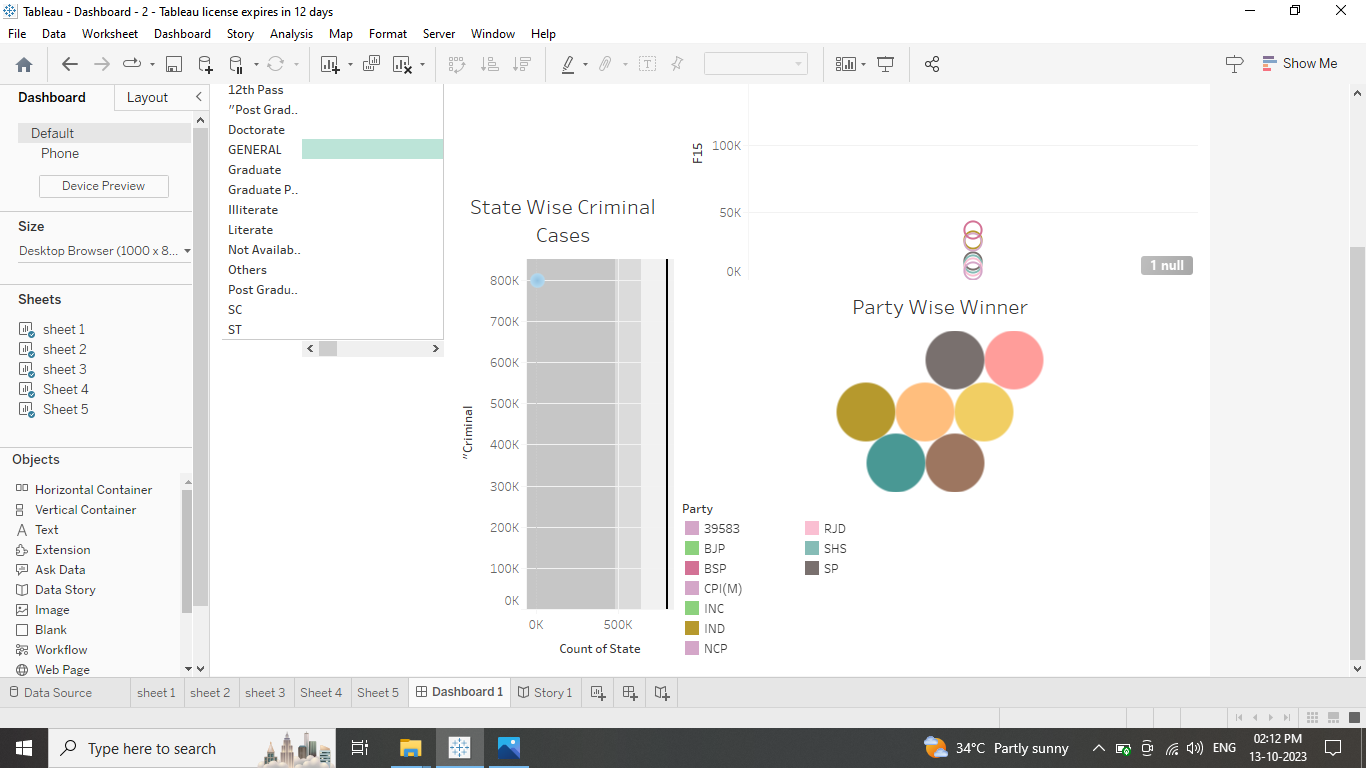 Tableau - Dashboard - 2 - Tableau license expires in 12 days
File Data Worksheet Dashboard Story Analysis Map Format Server Window Help
Show Me
Dashboard Layout
Default
Phone
Device Preview
Size
Desktop Browser (1000 x 8...
Sheets
sheet 1
sheet 2
sheet 3
Sheet 4
Sheet 5
Objects
Horizontal Container
Vertical Container
Text
Extension
Ask Data
Data Story
Image
Blank
Workflow
Web Page
12th Pass
"Post Grad..
Doctorate
GENERAL
Graduate
Graduate P..
Illiterate
Literate
Not Availab..
Others
Post Gradu..
SC
ST
State Wise Criminal
Cases
"Criminal
800K
700K
600K
500K
400K
300K
200K
100K
0K
0K 500K
Count of State
F15
100K
50K
0K
1 null
Party Wise Winner
Party
39583
BJP
BSP
CPI(M)
INC
IND
NCP
RJD
SHS
SP
Data Source sheet 1 sheet 2 sheet 3 Sheet 4 Sheet 5 Dashboard 1 Story 1
Type here to search
34°C Partly sunny
ENG
02:12 PM
13-10-2023